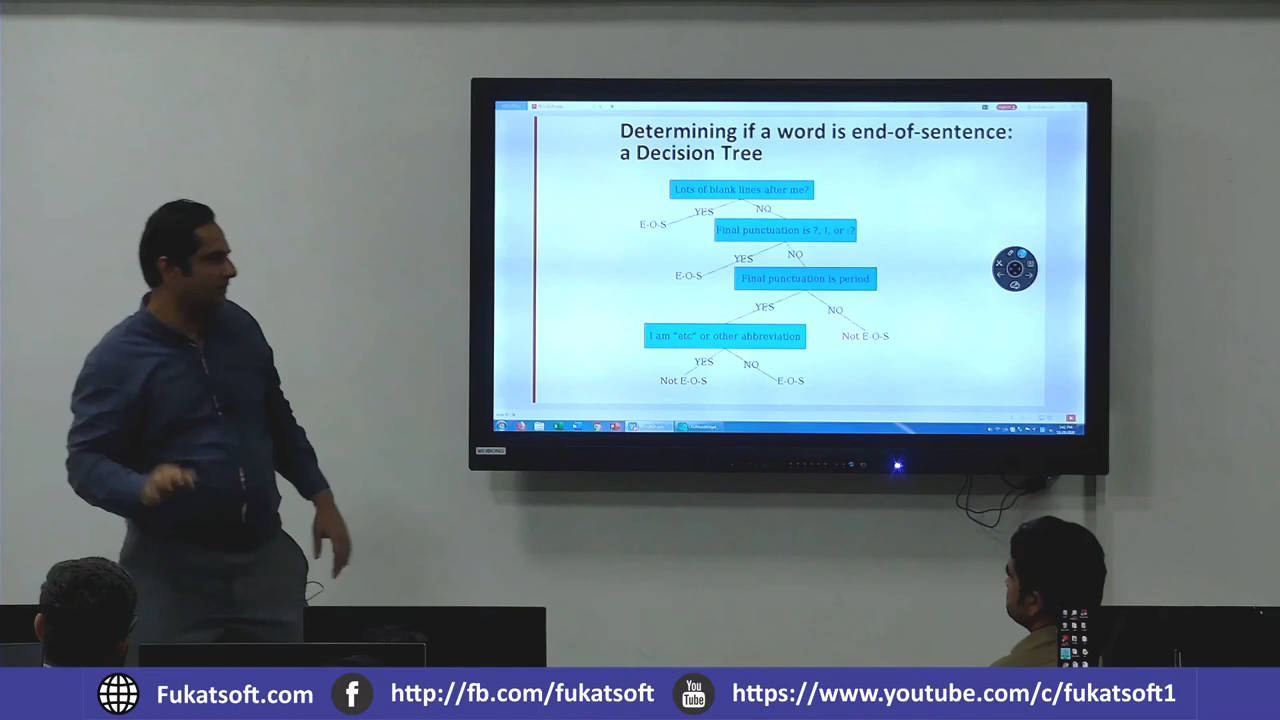 Determining if a word is end-of-sentence:
a Decision Tree
Lots of blank lines after me?
YES NO
E-O-S
Final punctuation is ?, !, or :?
YES NO
E-O-S
Final punctuation is period
YES NO
I am "etc" or other abbreviation
Not E-O-S
YES NO
Not E-O-S E-O-S
Fukatsoft.com http://fb.com/fukatsoft You Tube https://www.youtube.com/c/fukatsoft1